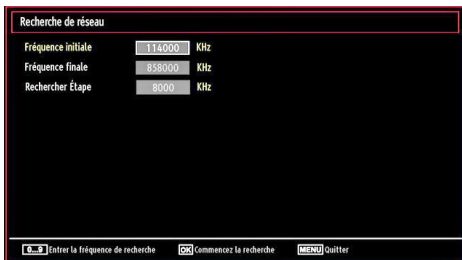 Recherche de réseau
Fréquence initiale 114000 KHz
Fréquence finale 858000 KHz
Rechercher Étape 8000 KHz
0...9 Entrer la fréquence de recherche OK Commencez la recherche MENU Quitter